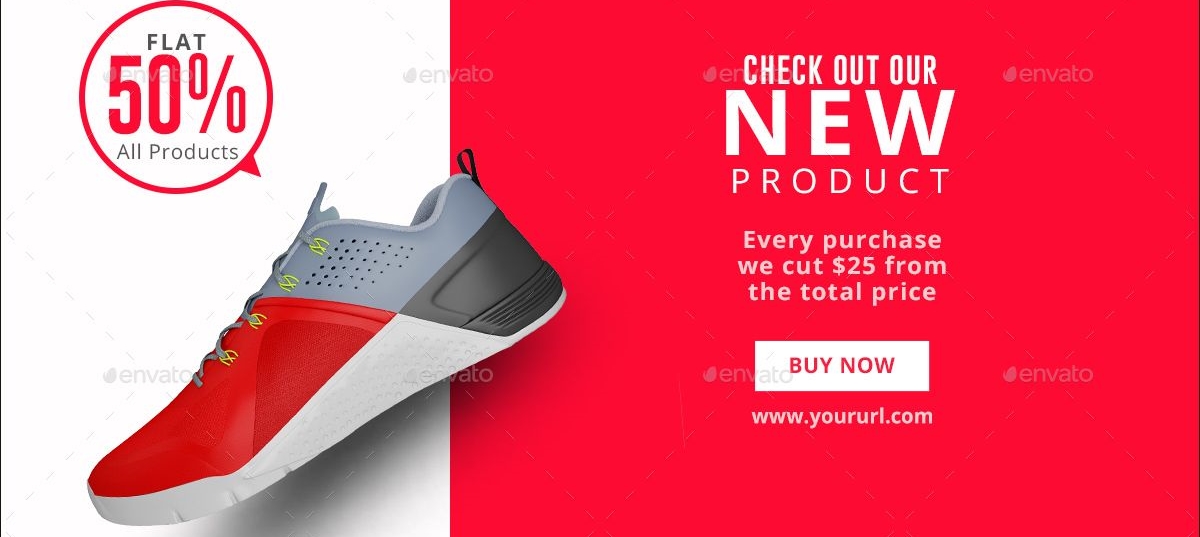 FLAT
50%
All Products
CHECK OUT OUR
NEW
PRODUCT
Every purchase
we cut $25 from
the total price
BUY NOW
www.yoururl.com
envato
envato
envato
envato
envato
envato
envato
envato